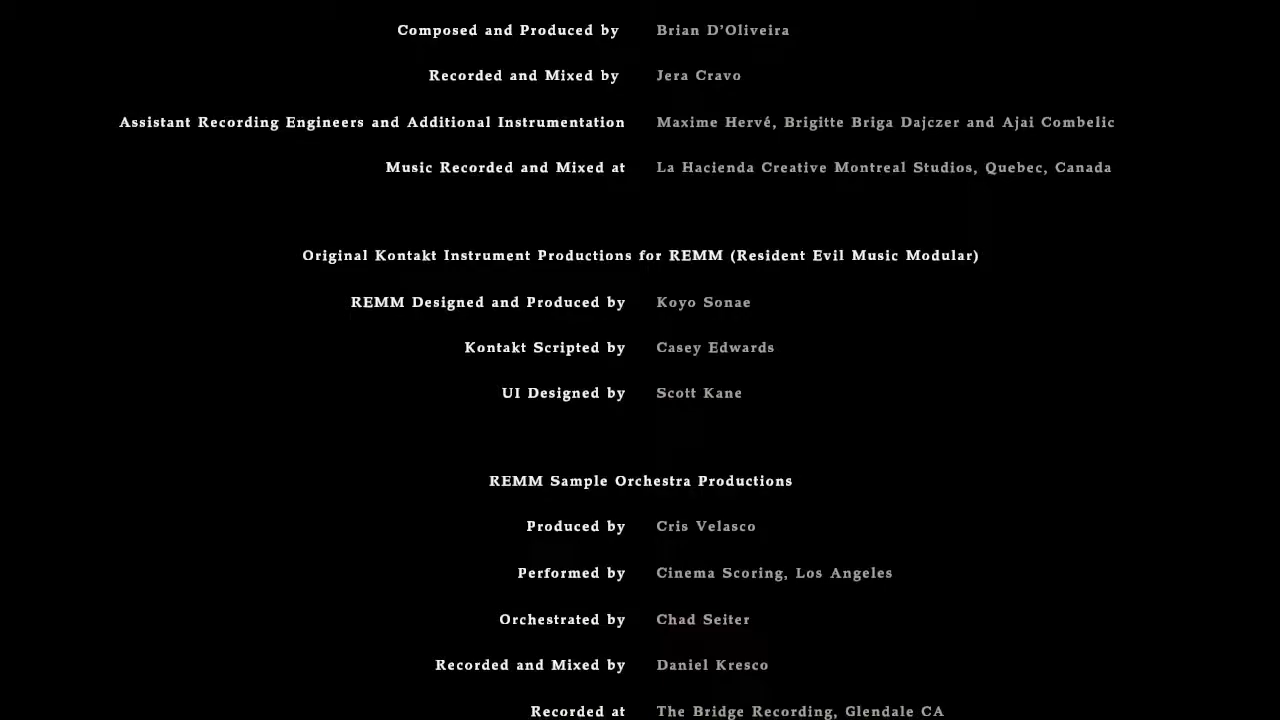 Composed and Produced by Brian D'Oliveira
Recorded and Mixed by Jera Cravo
Assistant Recording Engineers and Additional Instrumentation Maxime Hervé, Brigitte Briga Dajczer and Ajai Combelic
Music Recorded and Mixed at La Hacienda Creative Montreal Studios, Quebec, Canada
Original Kontakt Instrument Productions for REMM (Resident Evil Music Modular)
REMM Designed and Produced by Koyo Sonae
Kontakt Scripted by Casey Edwards
UI Designed by Scott Kane
REMM Sample Orchestra Productions
Produced by Cris Velasco
Performed by Cinema Scoring, Los Angeles
Orchestrated by Chad Seiter
Recorded and Mixed by Daniel Kresco
Recorded at The Bridge Recording, Glendale CA